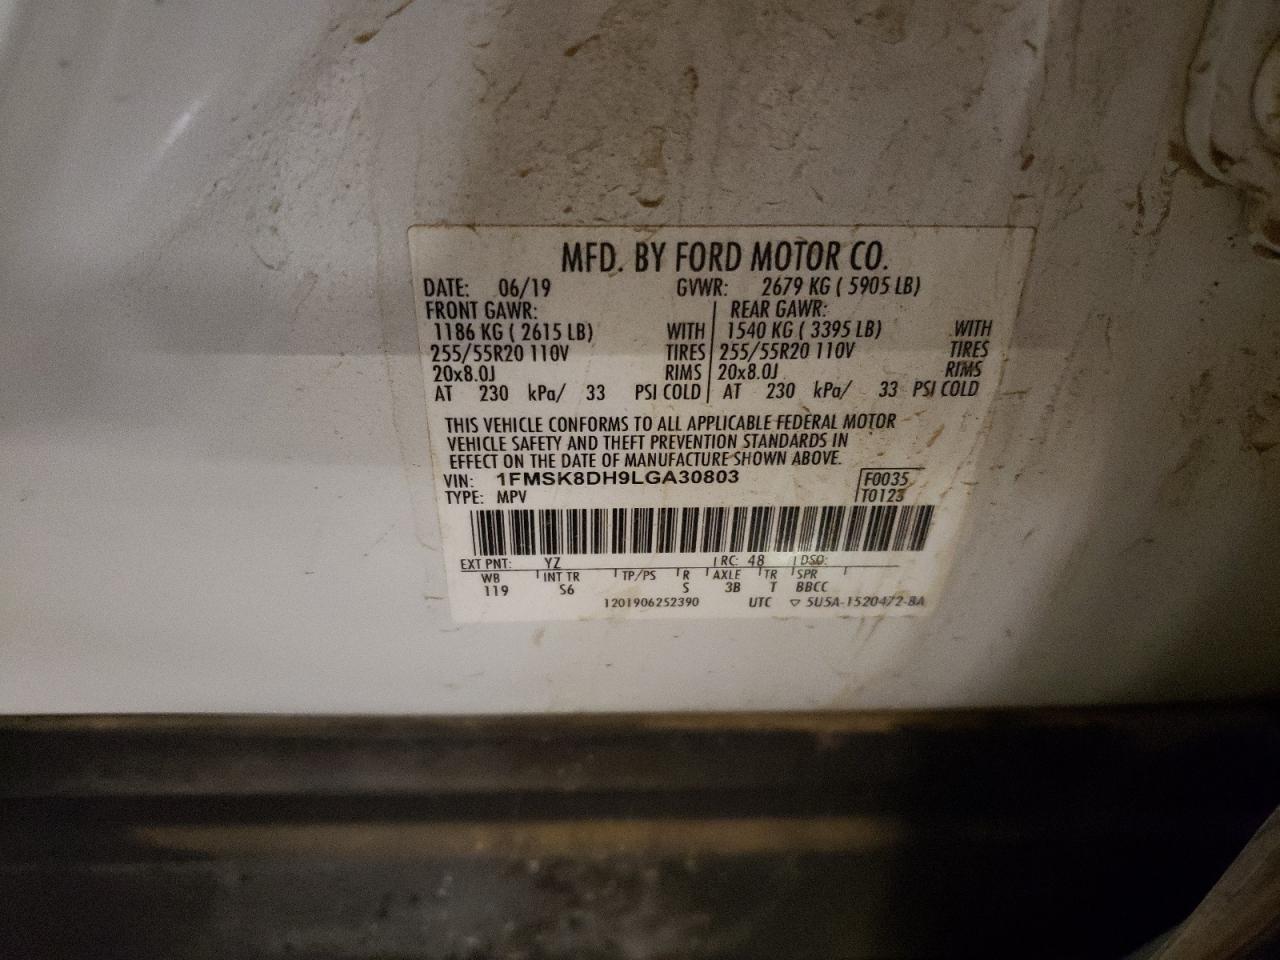 MFD. BY FORD MOTOR CO.
DATE: 06/19 GVWR: 2679 KG ( 5905 LB)
FRONT GAWR: REAR GAWR:
1186 KG ( 2615 LB) WITH 1540 KG ( 3395 LB) WITH
255/55R20 110V TIRES 255/55R20 110V TIRES
20x8.0J RIMS 20x8.0J RIMS
AT 230 kPa/ 33 PSI COLD AT 230 kPa/ 33 PSI COLD
THIS VEHICLE CONFORMS TO ALL APPLICABLE FEDERAL MOTOR
VEHICLE SAFETY AND THEFT PREVENTION STANDARDS IN
EFFECT ON THE DATE OF MANUFACTURE SHOWN ABOVE.
VIN: 1FMSK8DH9LGA30803 F0035
TYPE: MPV T0123
EXT PNT: YZ RC: 48 DSO:
WB INT TR TP/PS R AXLE TR SPR
119 S6 S 3B T BBCC
1201906252390 UTC ▽ 5U5A-1520472-BA